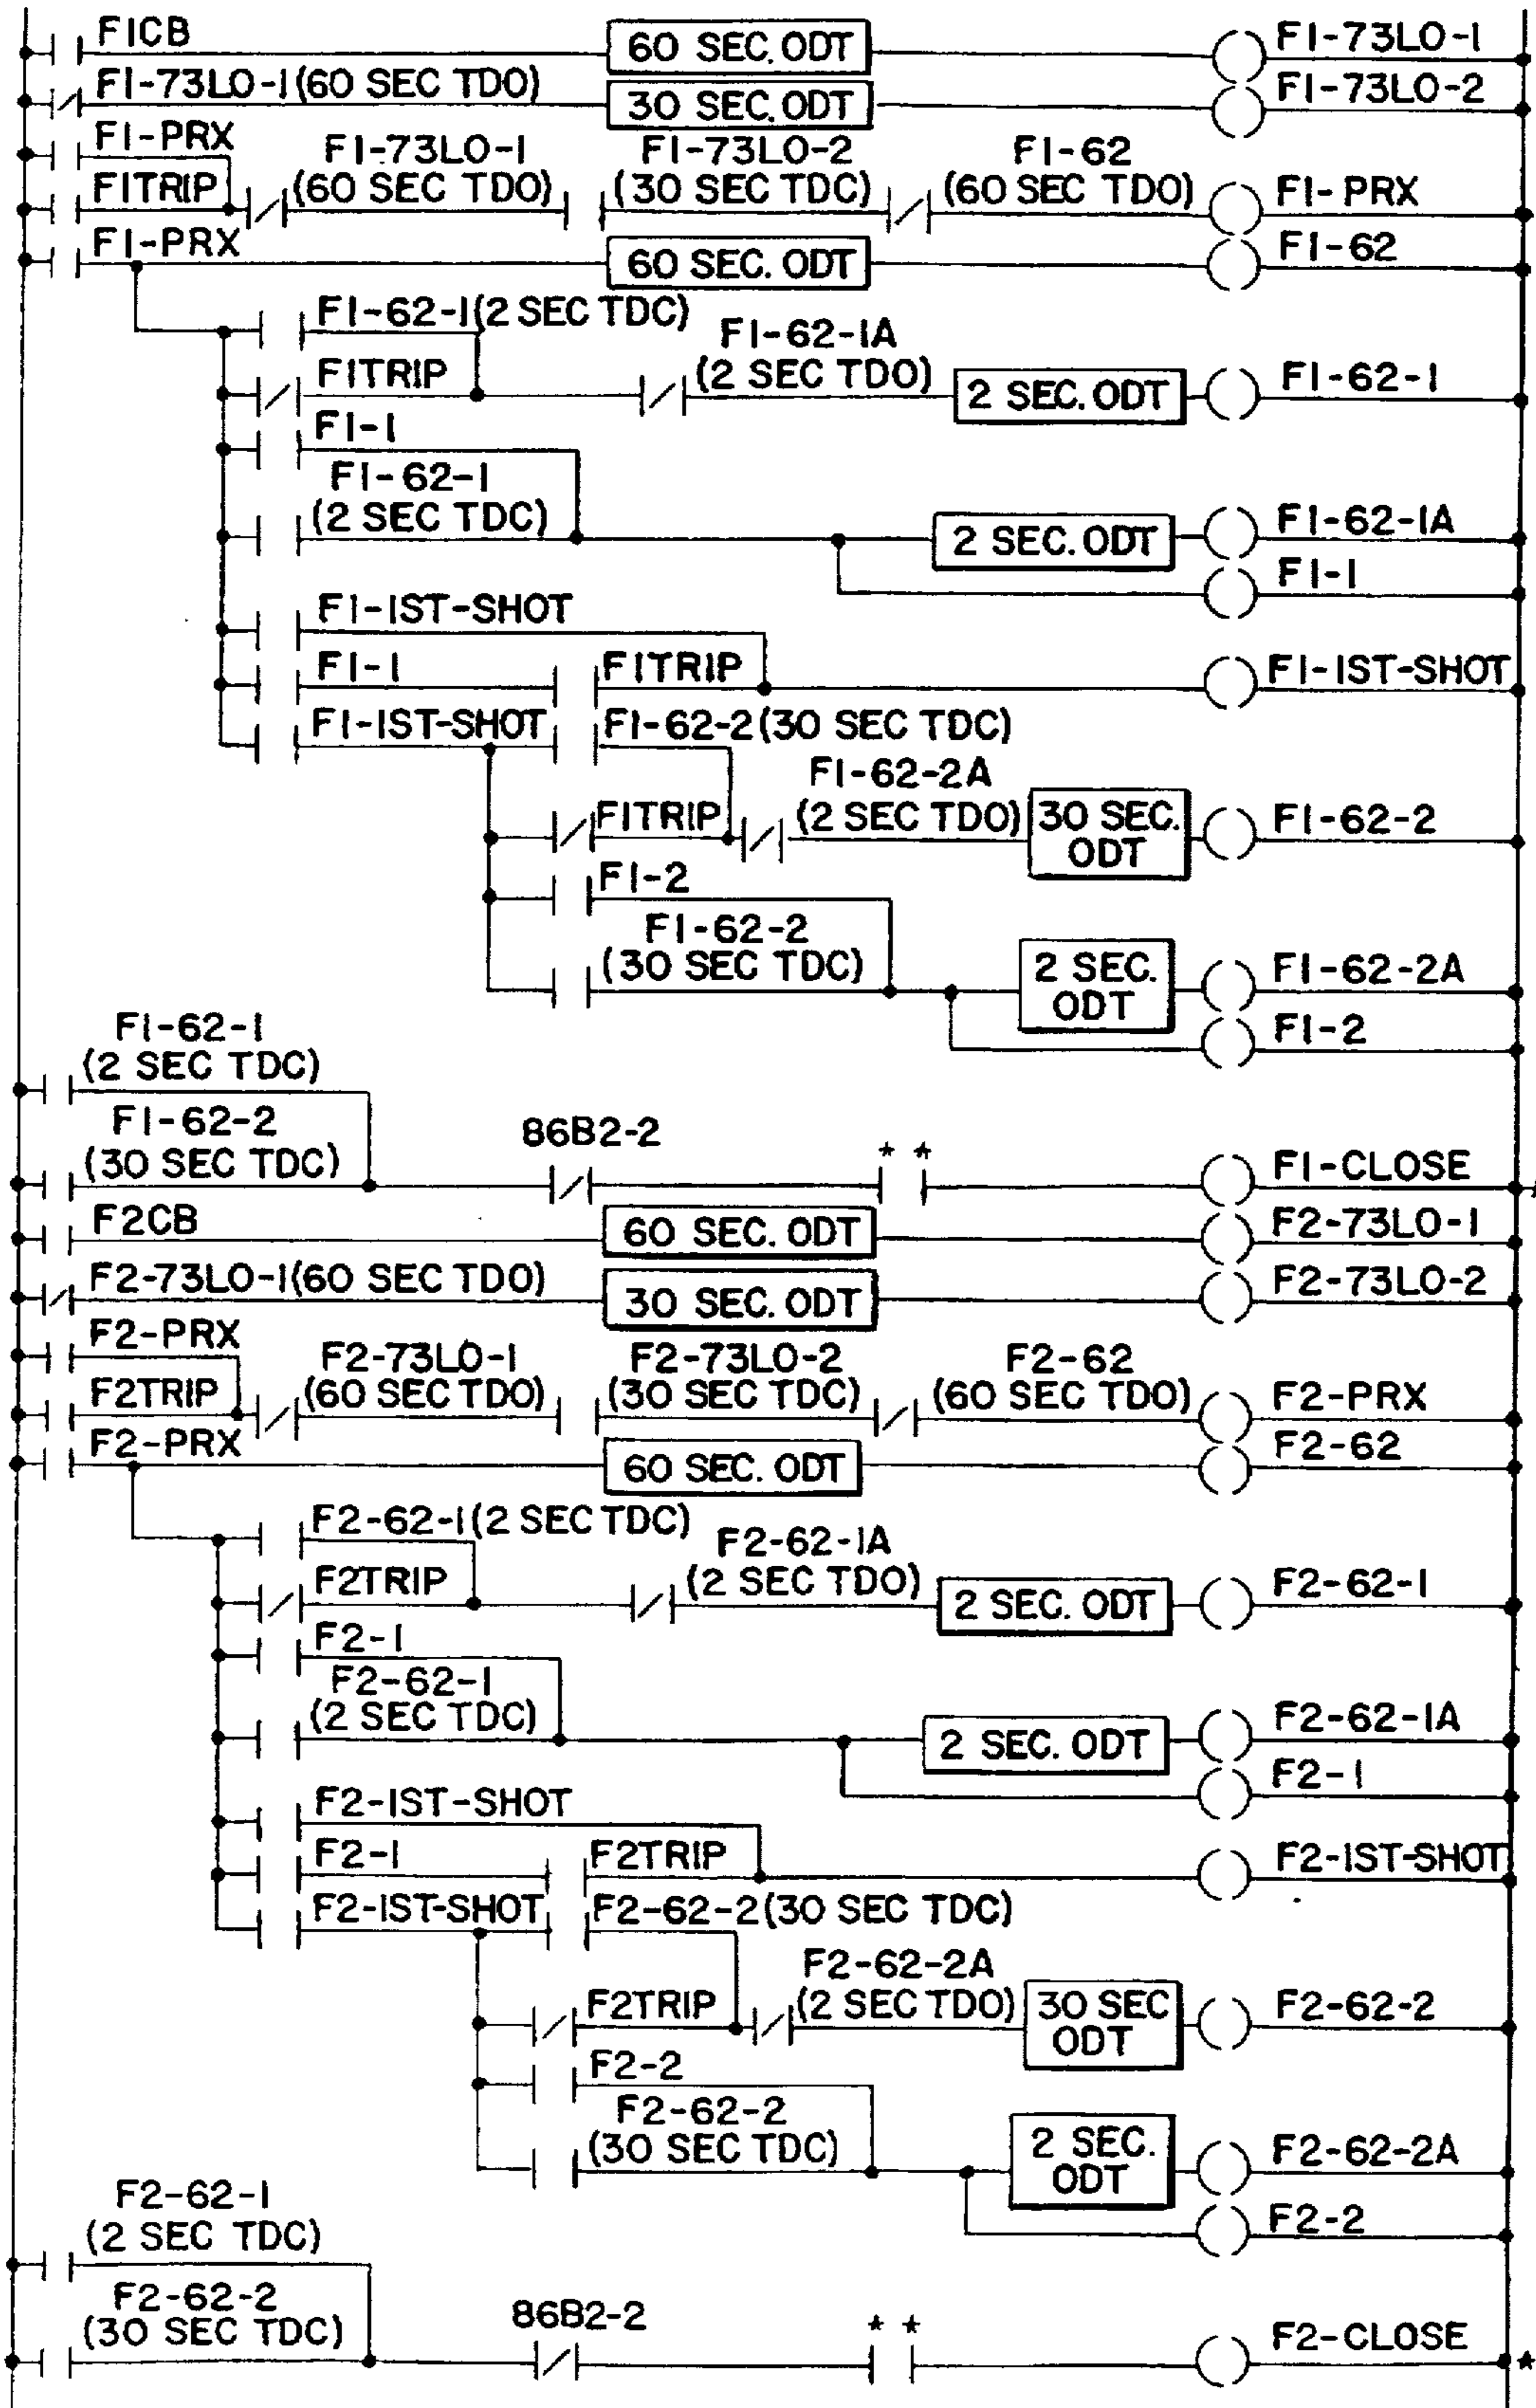 F1CB
60 SEC. ODT
F1-73LO-1
F1-73LO-1(60 SEC TDO)
30 SEC. ODT
F1-73LO-2
F1-PRX
F1TRIP
F1-73LO-1
(60 SEC TDO)
F1-73LO-2
(30 SEC TDC)
F1-62
(60 SEC TDO)
F1-PRX
F1-PRX
60 SEC. ODT
F1-62
F1-62-1(2 SEC TDC)
F1TRIP
F1-62-1A
(2 SEC TDO)
2 SEC. ODT
F1-62-1
F1-1
F1-62-1
(2 SEC TDC)
2 SEC. ODT
F1-62-1A
F1-1
F1-1ST-SHOT
F1-1
F1TRIP
F1-1ST-SHOT
F1-1ST-SHOT
F1-62-2(30 SEC TDC)
F1TRIP
F1-62-2A
(2 SEC TDO)
30 SEC.
ODT
F1-62-2
F1-2
F1-62-2
(30 SEC TDC)
2 SEC.
ODT
F1-62-2A
F1-2
F1-62-1
(2 SEC TDC)
F1-62-2
(30 SEC TDC)
86B2-2
* *
F1-CLOSE
F2CB
60 SEC. ODT
F2-73LO-1
F2-73LO-1(60 SEC TDO)
30 SEC. ODT
F2-73LO-2
F2-PRX
F2TRIP
F2-73LO-1
(60 SEC TDO)
F2-73LO-2
(30 SEC TDC)
F2-62
(60 SEC TDO)
F2-PRX
F2-PRX
60 SEC. ODT
F2-62
F2-62-1(2 SEC TDC)
F2TRIP
F2-62-1A
(2 SEC TDO)
2 SEC. ODT
F2-62-1
F2-1
F2-62-1
(2 SEC TDC)
2 SEC. ODT
F2-62-1A
F2-1
F2-1ST-SHOT
F2-1
F2TRIP
F2-1ST-SHOT
F2-1ST-SHOT
F2-62-2(30 SEC TDC)
F2TRIP
F2-62-2A
(2 SEC TDO)
30 SEC
ODT
F2-62-2
F2-2
F2-62-2
(30 SEC TDC)
2 SEC.
ODT
F2-62-2A
F2-2
F2-62-1
(2 SEC TDC)
F2-62-2
(30 SEC TDC)
86B2-2
* *
F2-CLOSE
*